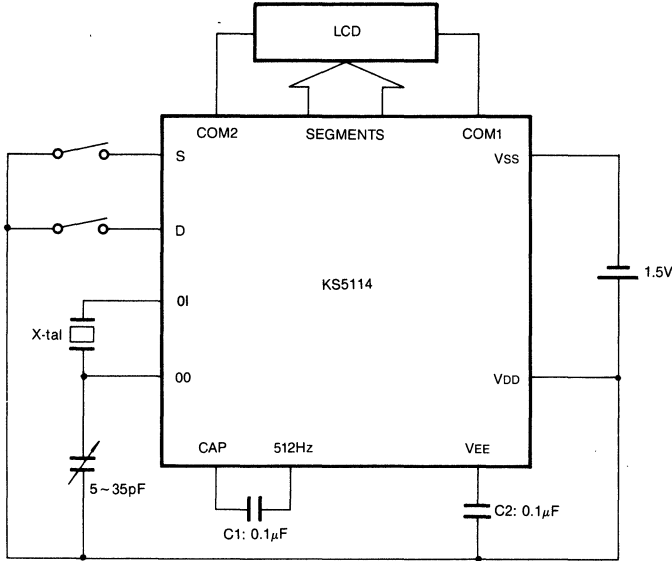 LCD
COM2 SEGMENTS COM1
S
VSS
D
1.5V
KS5114
0I
X-tal
00
VDD
CAP 512Hz VEE
5~35pF
C1: 0.1μF
C2: 0.1μF